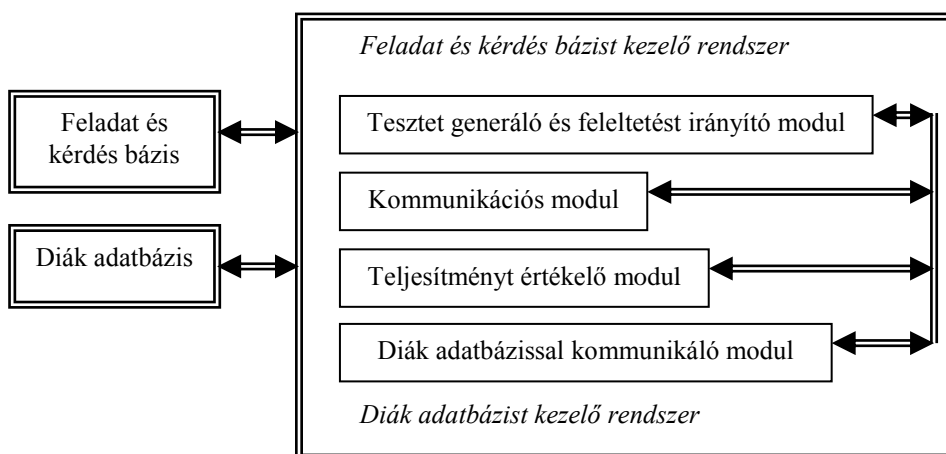 Feladat és kérdés bázist kezelő rendszer
Feladat és
kérdés bázis
Tesztet generáló és feleltetést irányító modul
Kommunikációs modul
Diák adatbázis
Teljesítményt értékelő modul
Diák adatbázissal kommunikáló modul
Diák adatbázist kezelő rendszer